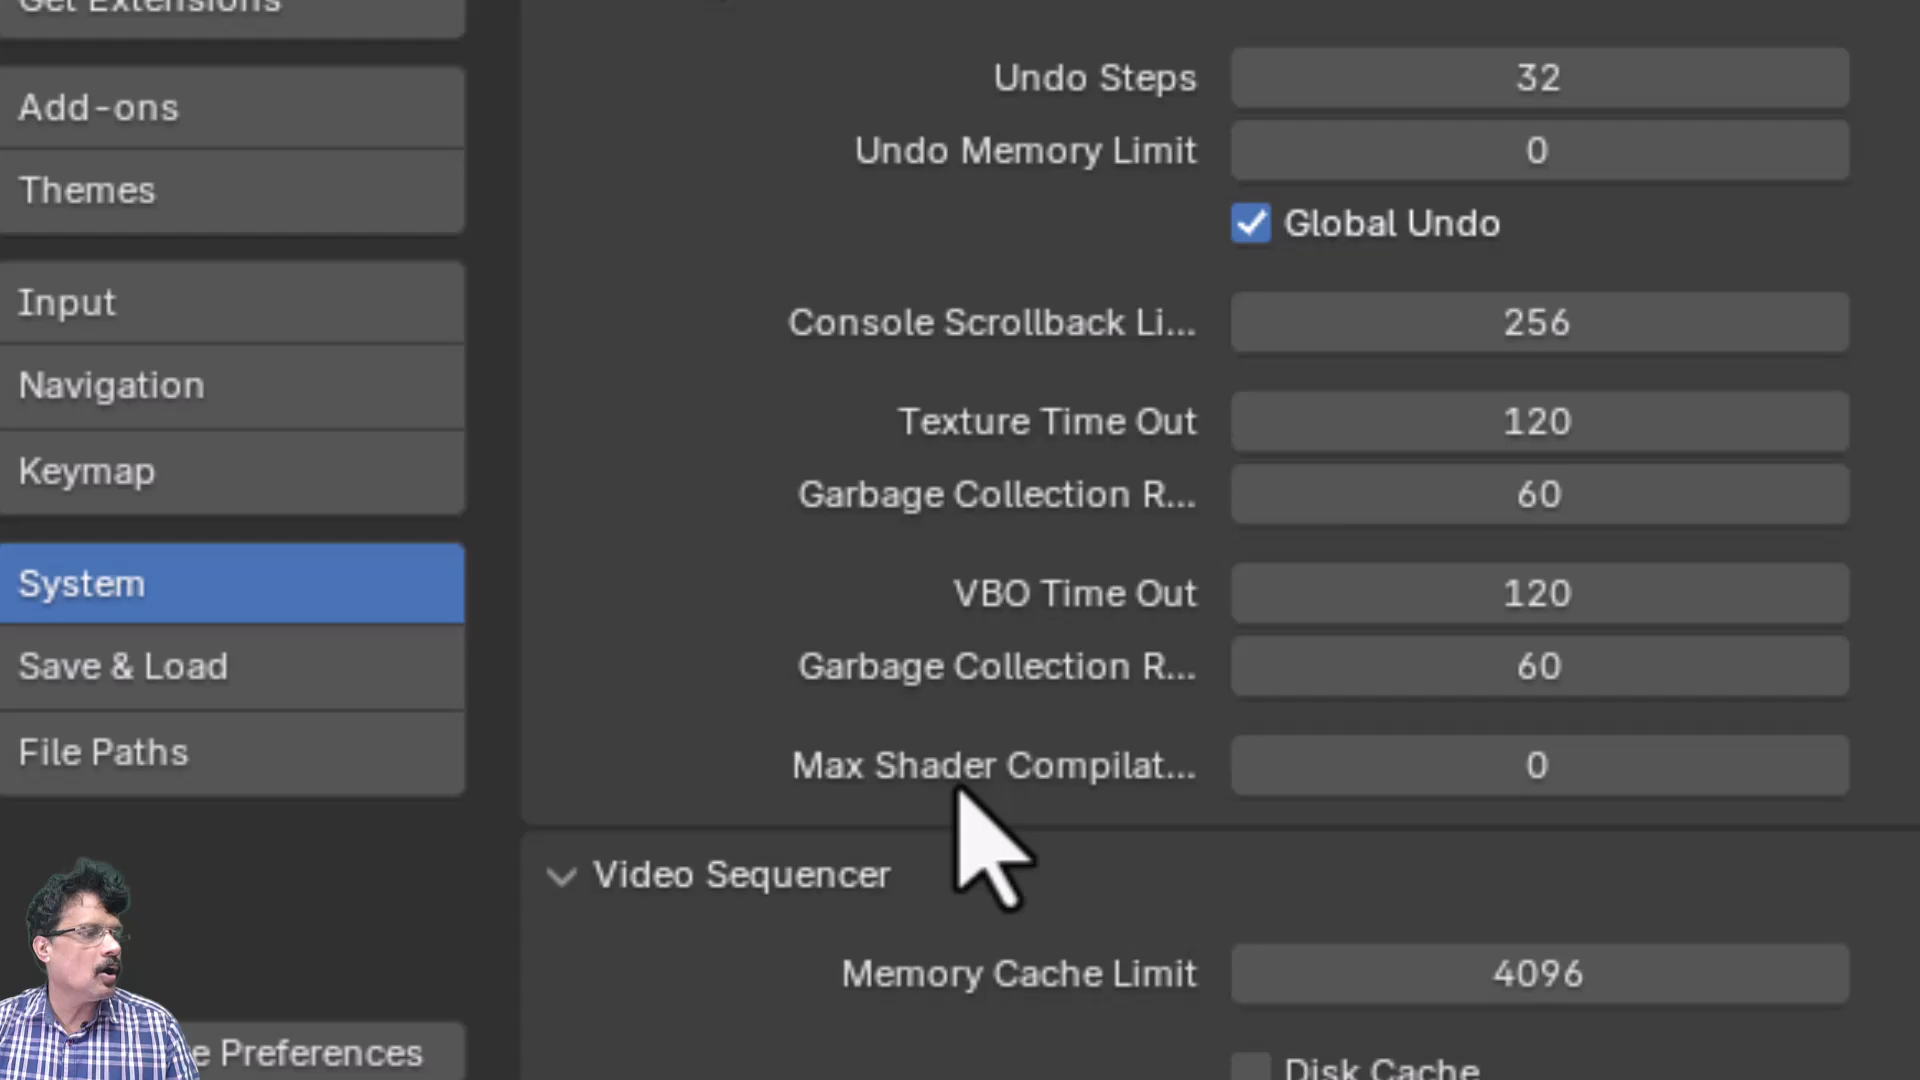 Get Extensions
Add-ons
Themes
Input
Navigation
Keymap
System
Save & Load
File Paths
e Preferences
Undo Steps 32
Undo Memory Limit 0
Global Undo
Console Scrollback Li... 256
Texture Time Out 120
Garbage Collection R... 60
VBO Time Out 120
Garbage Collection R... 60
Max Shader Compilat... 0
Video Sequencer
Memory Cache Limit 4096
Disk Cache